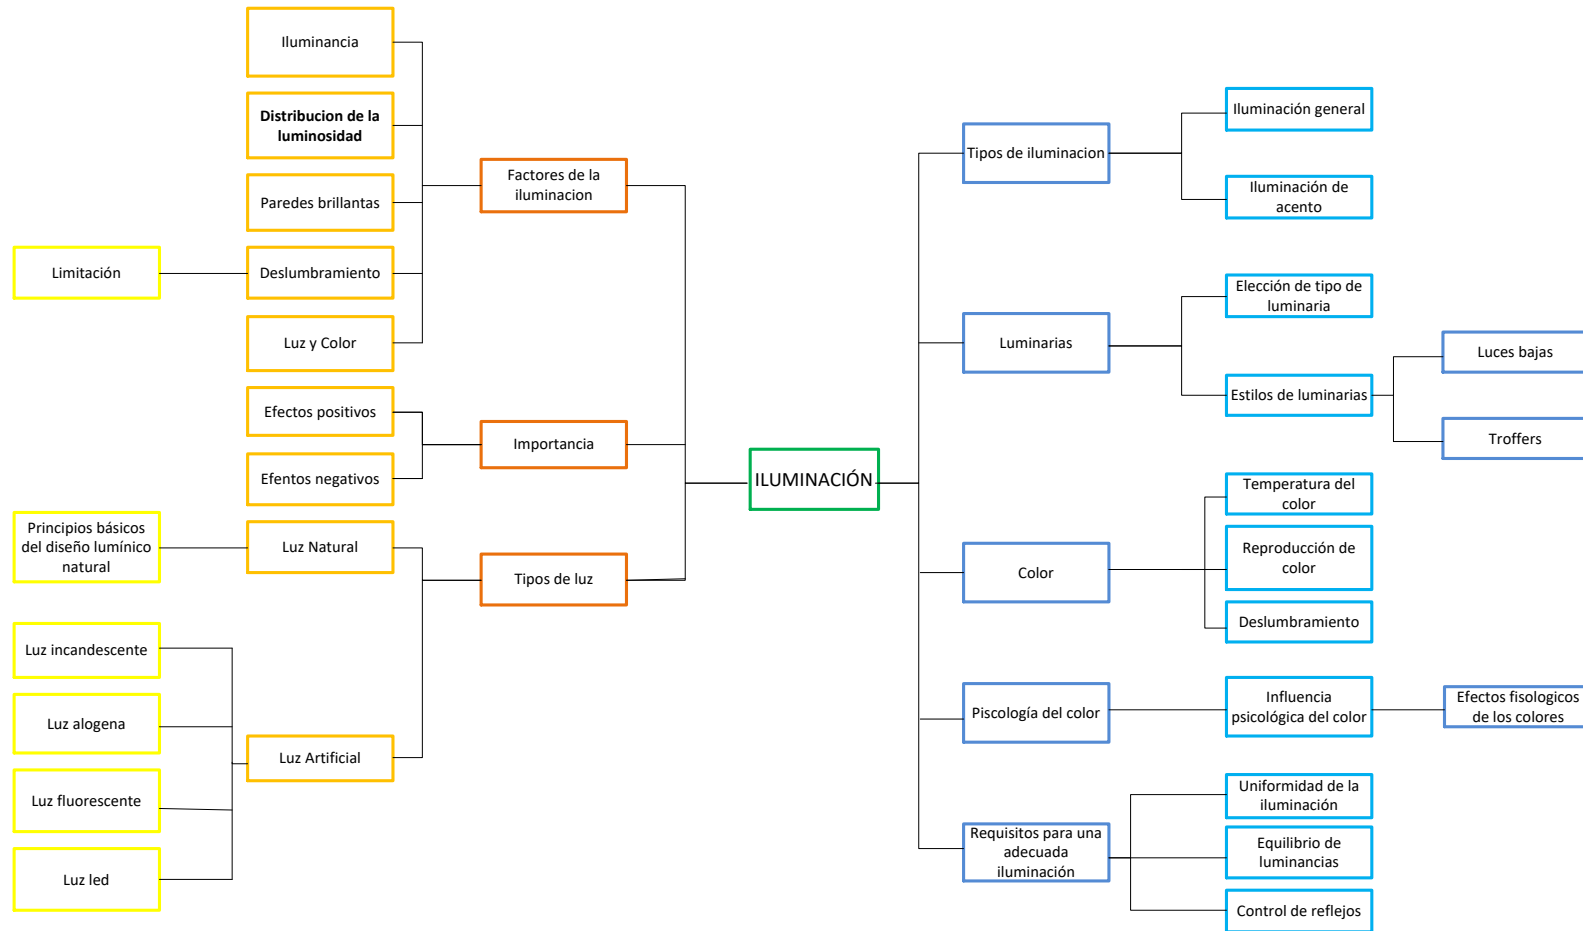 Iluminancia
Distribucion de la
luminosidad
Paredes brillantas
Deslumbramiento
Luz y Color
Limitación
Factores de la
iluminacion
Efectos positivos
Efentos negativos
Importancia
Principios básicos
del diseño lumínico
natural
Luz Natural
Tipos de luz
Luz incandescente
Luz alogena
Luz fluorescente
Luz led
Luz Artificial
ILUMINACIÓN
Tipos de iluminacion
Iluminación general
Iluminación de
acento
Luminarias
Elección de tipo de
luminaria
Estilos de luminarias
Luces bajas
Troffers
Color
Temperatura del
color
Reproducción de
color
Deslumbramiento
Piscología del color
Influencia
psicológica del color
Efectos fisologicos
de los colores
Requisitos para una
adecuada
iluminación
Uniformidad de la
iluminación
Equilibrio de
luminancias
Control de reflejos